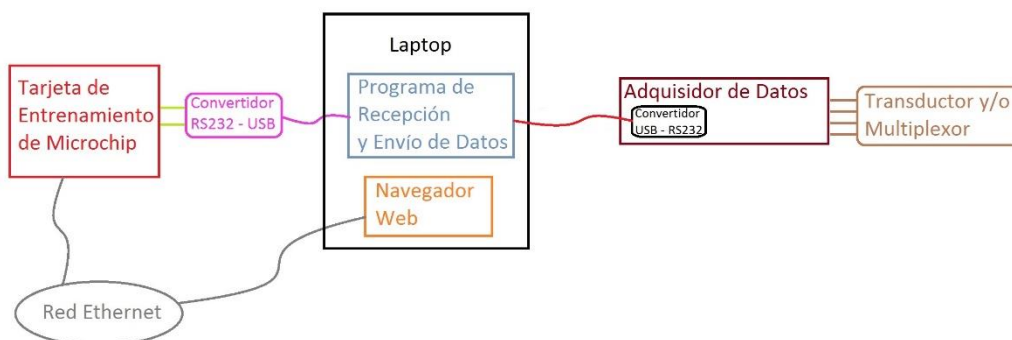 Laptop
Tarjeta de
Entrenamiento
de Microchip
Convertidor
RS232 - USB
Programa de
Recepción
y Envío de Datos
Navegador
Web
Adquisidor de Datos
Convertidor
USB - RS232
Transductor y/o
Multiplexor
Red Ethernet